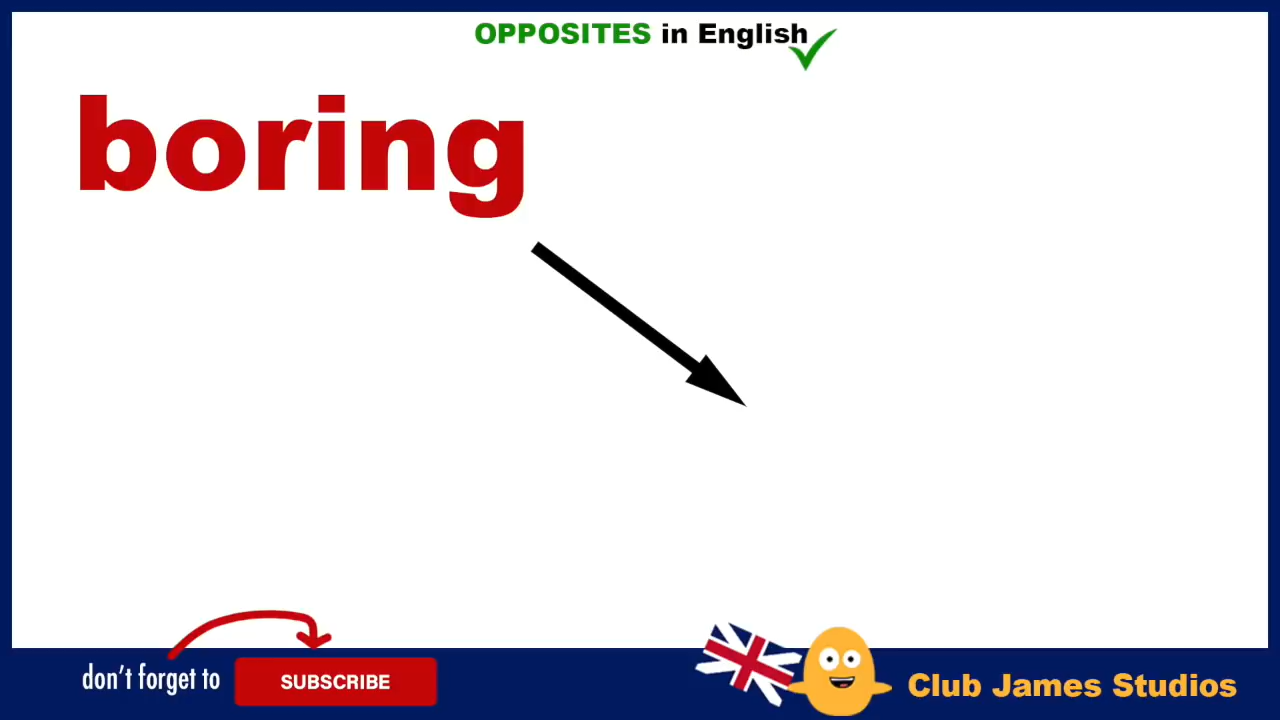 OPPOSITES in English
boring
don't forget to
SUBSCRIBE
Club James Studios